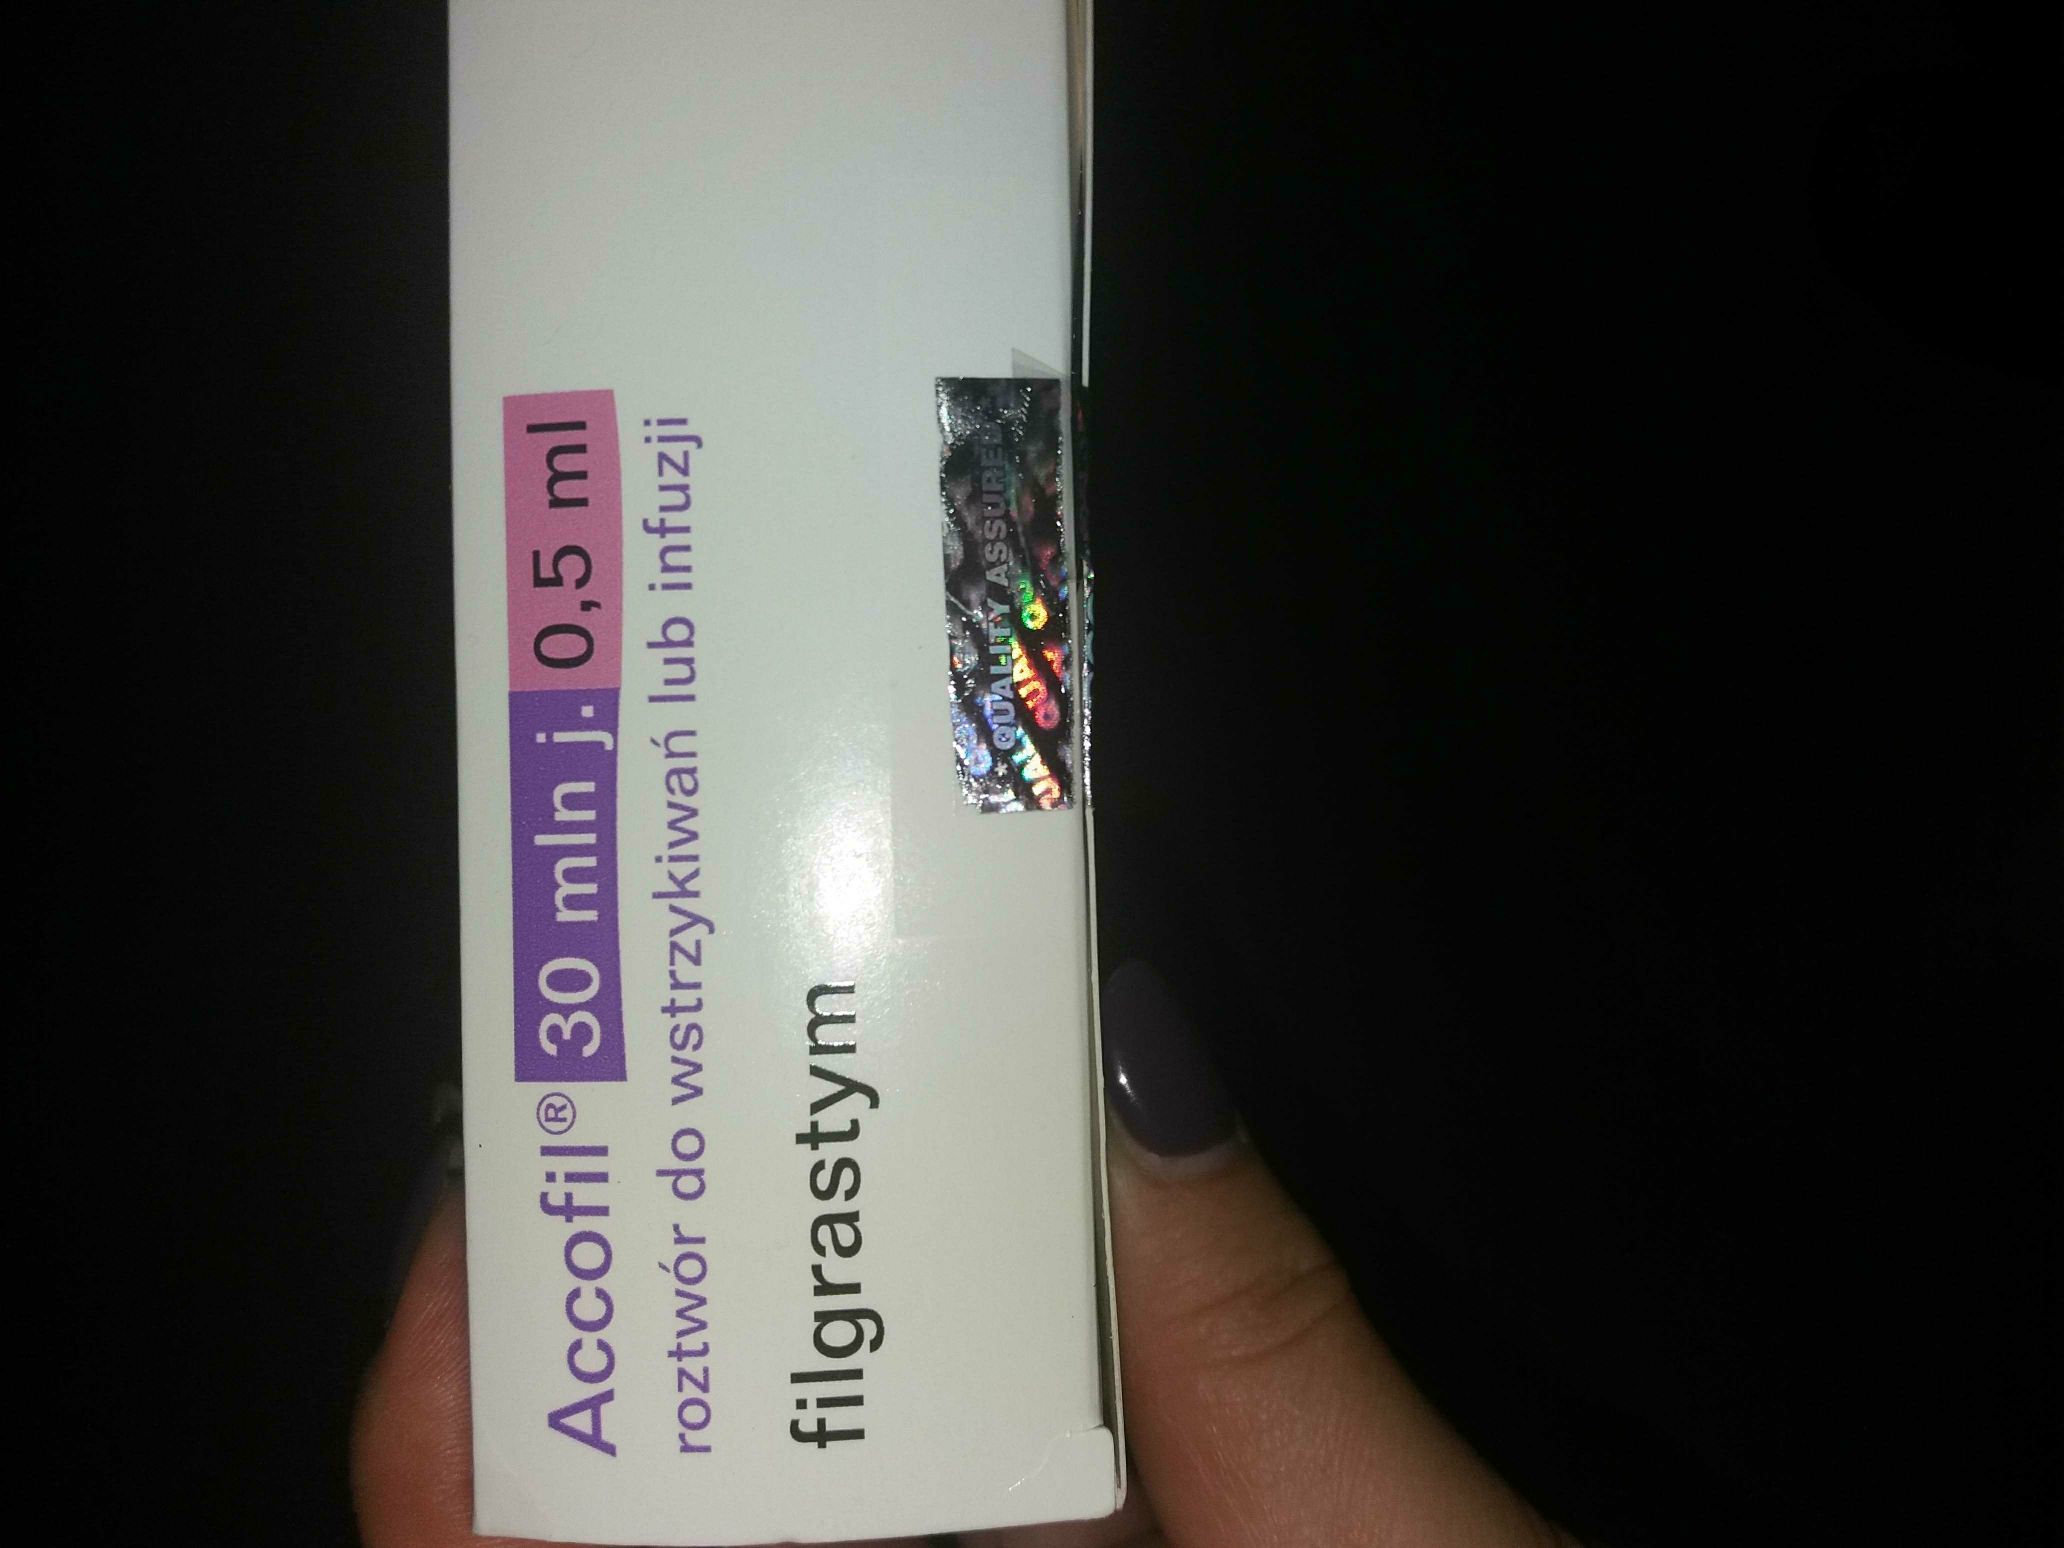 Accofil® 30 mln j. 0,5 ml
roztwór do wstrzykiwań lub infuzji
filgrastym
* QUALITY ASSURED